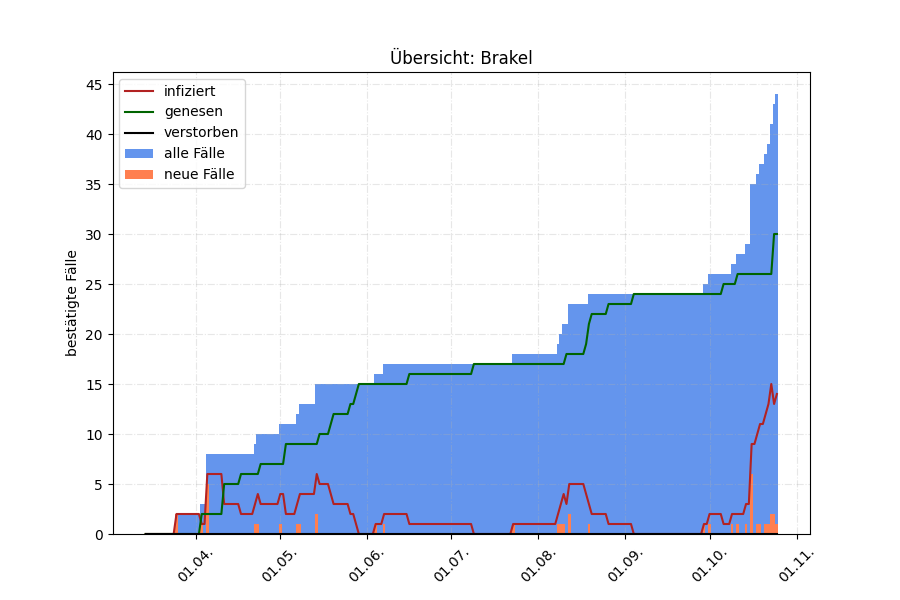 Übersicht: Brakel
infiziert
genesen
verstorben
alle Fälle
neue Fälle
bestätigte Fälle
45
40
35
30
25
20
15
10
5
0
01.04.
01.05.
01.06.
01.07.
01.08.
01.09.
01.10.
01.11.